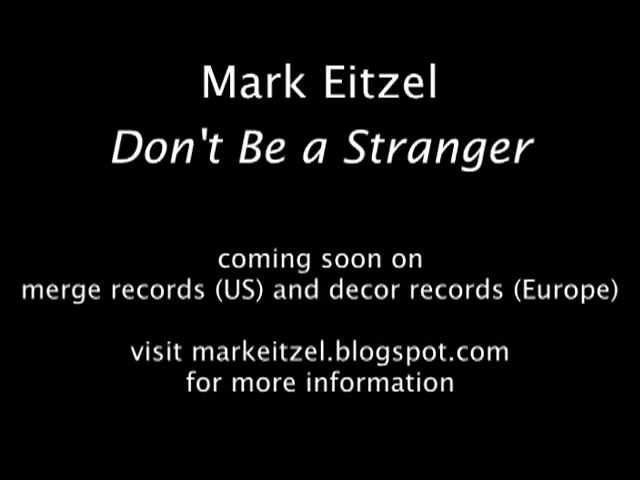 Mark Eitzel
Don't Be a Stranger
coming soon on
merge records (US) and decor records (Europe)
visit markeitzel.blogspot.com
for more information